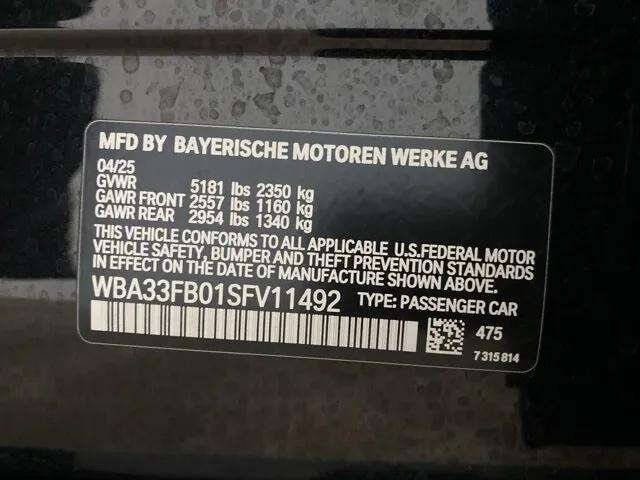 MFD BY BAYERISCHE MOTOREN WERKE AG
04/25
GVWR 5181 lbs 2350 kg
GAWR FRONT 2557 lbs 1160 kg
GAWR REAR 2954 lbs 1340 kg
THIS VEHICLE CONFORMS TO ALL APPLICABLE U.S.FEDERAL MOTOR
VEHICLE SAFETY, BUMPER, AND THEFT PREVENTION STANDARDS
IN EFFECT ON THE DATE OF MANUFACTURE SHOWN ABOVE.
WBA33FB01SFV11492 TYPE: PASSENGER CAR
475
7 315 814